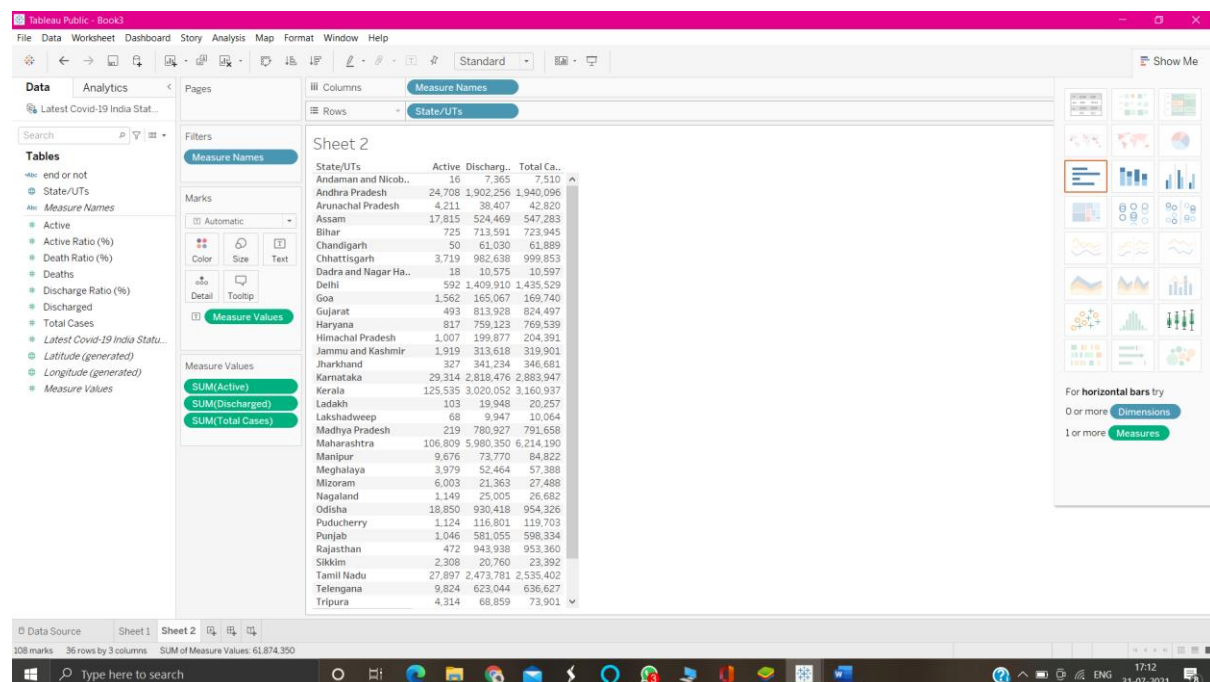 Tableau Public - Book3
File Data Worksheet Dashboard Story Analysis Map Format Window Help
Standard
Show Me
Data Analytics
Latest Covid-19 India Stat...
Search
Tables
Abc end or not
State/UTs
Abc Measure Names
# Active
# Active Ratio (%)
# Death Ratio (%)
# Deaths
# Discharge Ratio (%)
# Discharged
# Total Cases
# Latest Covid-19 India Statu...
Latitude (generated)
Longitude (generated)
# Measure Values
Pages
Filters
Measure Names
Marks
Automatic
Color Size Text
Detail Tooltip
Measure Values
Measure Values
SUM(Active)
SUM(Discharged)
SUM(Total Cases)
Columns Measure Names
Rows State/UTs
Sheet 2
State/UTs Active Discharg.. Total Ca..
Andaman and Nicob.. 16 7,365 7,510
Andhra Pradesh 24,708 1,902,256 1,940,096
Arunachal Pradesh 4,211 38,407 42,820
Assam 17,815 524,469 547,283
Bihar 725 713,591 723,945
Chandigarh 50 61,030 61,889
Chhattisgarh 3,719 982,638 999,853
Dadra and Nagar Ha.. 18 10,575 10,597
Delhi 592 1,409,910 1,435,529
Goa 1,562 165,067 169,740
Gujarat 493 813,928 824,497
Haryana 817 759,123 769,539
Himachal Pradesh 1,007 199,877 204,391
Jammu and Kashmir 1,919 313,618 319,901
Jharkhand 327 341,234 346,681
Karnataka 29,314 2,818,476 2,883,947
Kerala 125,535 3,020,052 3,160,937
Ladakh 103 19,948 20,257
Lakshadweep 68 9,947 10,064
Madhya Pradesh 219 780,927 791,658
Maharashtra 106,809 5,980,350 6,214,190
Manipur 9,676 73,770 84,822
Meghalaya 3,979 52,464 57,388
Mizoram 6,003 21,363 27,488
Nagaland 1,149 25,005 26,682
Odisha 18,850 930,418 954,326
Puducherry 1,124 116,801 119,703
Punjab 1,046 581,055 598,334
Rajasthan 472 943,938 953,360
Sikkim 2,308 20,760 23,392
Tamil Nadu 27,897 2,473,781 2,535,402
Telengana 9,824 623,044 636,627
Tripura 4,314 68,859 73,901
For horizontal bars try
0 or more Dimensions
1 or more Measures
Data Source Sheet 1 Sheet 2
108 marks 36 rows by 3 columns SUM of Measure Values: 61,874,350
Type here to search
ENG
17:12
31-07-2021